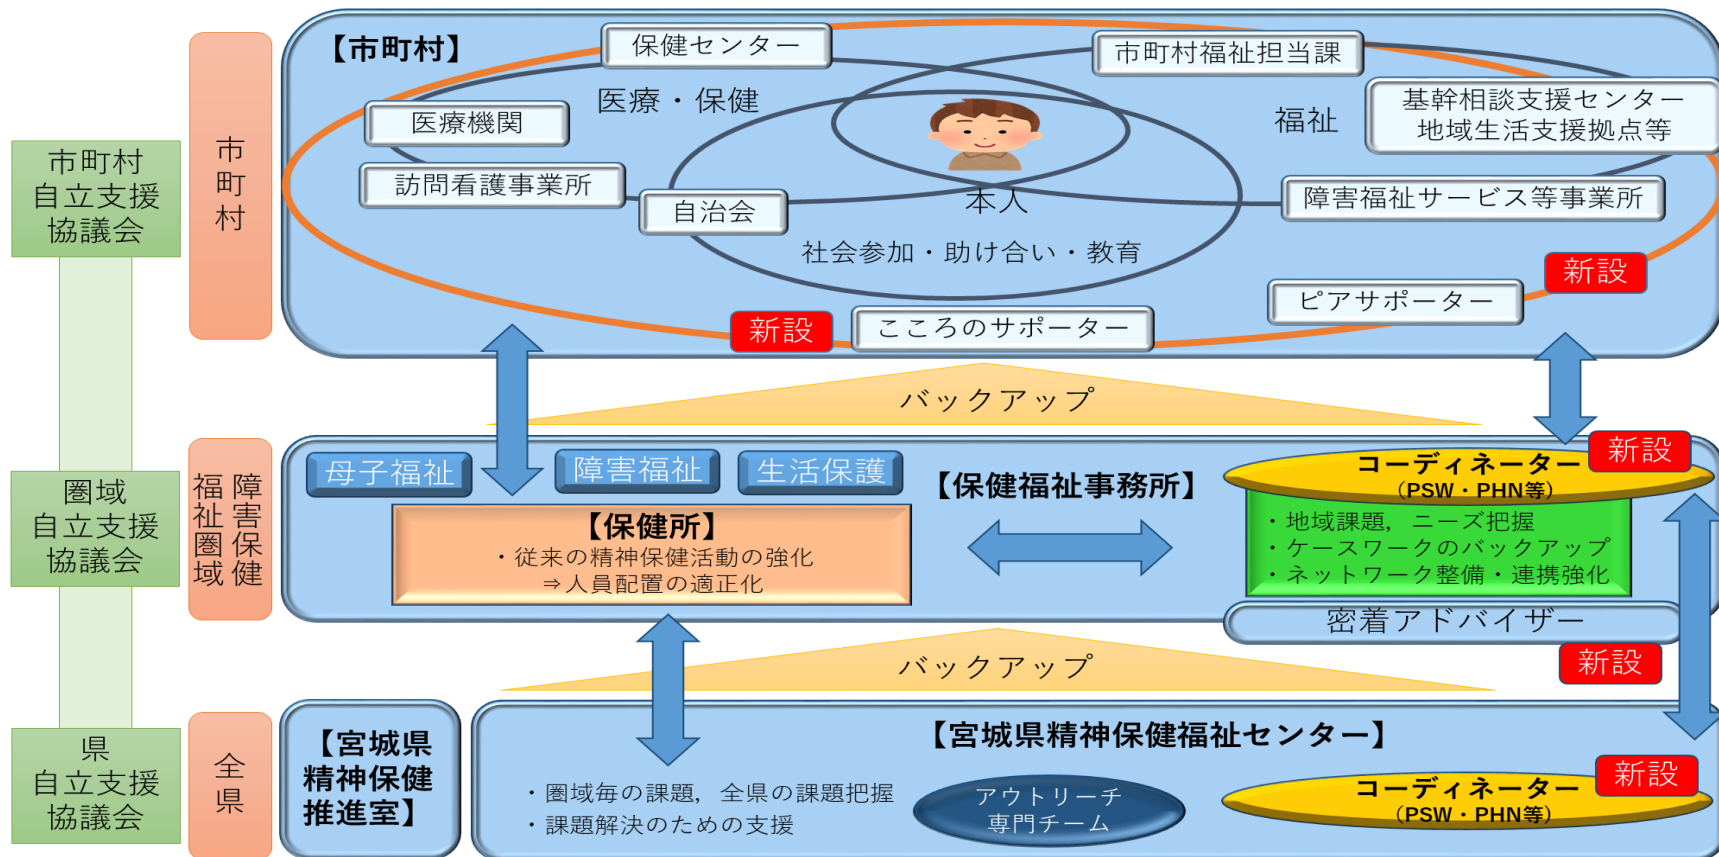 【市町村】
保健センター
市町村福祉担当課
医療・保健
福祉
基幹相談支援センター
地域生活支援拠点等
医療機関
訪問看護事業所
自治会
本人
障害福祉サービス等事業所
社会参加・助け合い・教育
新設
ピアサポーター
新設
こころのサポーター
市町村
自立支援
協議会
市町村
バックアップ
圏域
自立支援
協議会
障害保健
福祉圏域
母子福祉
障害福祉
生活保護
【保健福祉事務所】
新設
コーディネーター
（PSW・PHN等）
【保健所】
・従来の精神保健活動の強化
⇒人員配置の適正化
・地域課題，ニーズ把握
・ケースワークのバックアップ
・ネットワーク整備・連携強化
密着アドバイザー
新設
バックアップ
県
自立支援
協議会
全県
【宮城県
精神保健
推進室】
【宮城県精神保健福祉センター】
・圏域毎の課題，全県の課題把握
・課題解決のための支援
アウトリーチ
専門チーム
新設
コーディネーター
（PSW・PHN等）